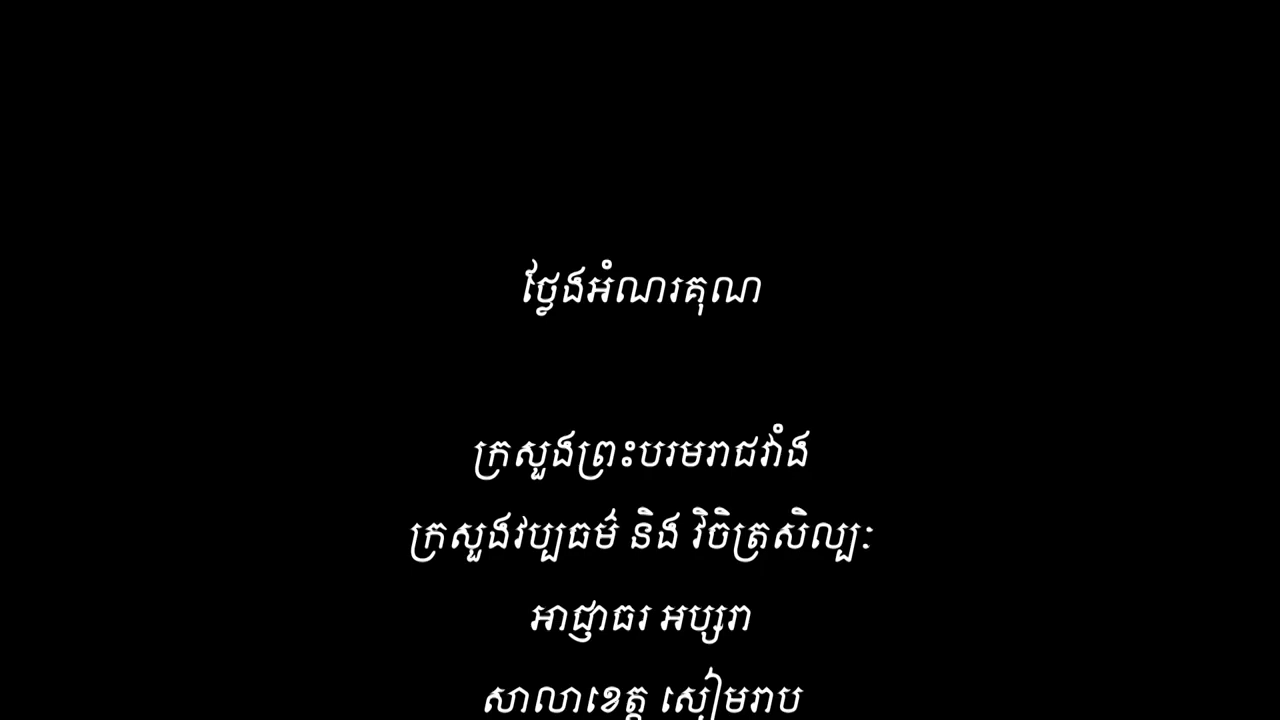 ថ្លែងអំណរគុណ
ក្រសួងព្រះបរមរាជវាំង
ក្រសួងវប្បធម៌ និង វិចិត្រសិល្បៈ
អាជ្ញាធរ អប្សរា
សាលាខេត្ត សៀមរាប